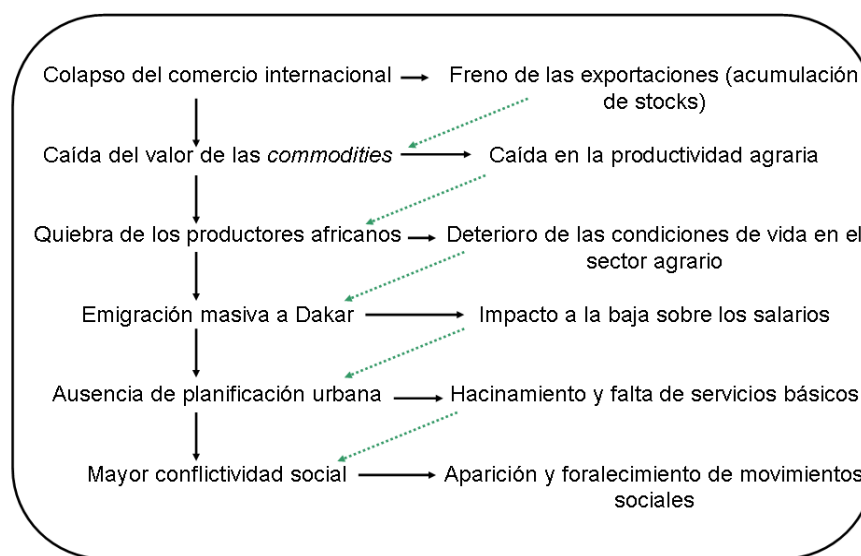 Colapso del comercio internacional
Freno de las exportaciones (acumulación
de stocks)
Caída del valor de las commodities
Caída en la productividad agraria
Quiebra de los productores africanos
Deterioro de las condiciones de vida en el
sector agrario
Emigración masiva a Dakar
Impacto a la baja sobre los salarios
Ausencia de planificación urbana
Hacinamiento y falta de servicios básicos
Mayor conflictividad social
Aparición y foralecimiento de movimientos
sociales